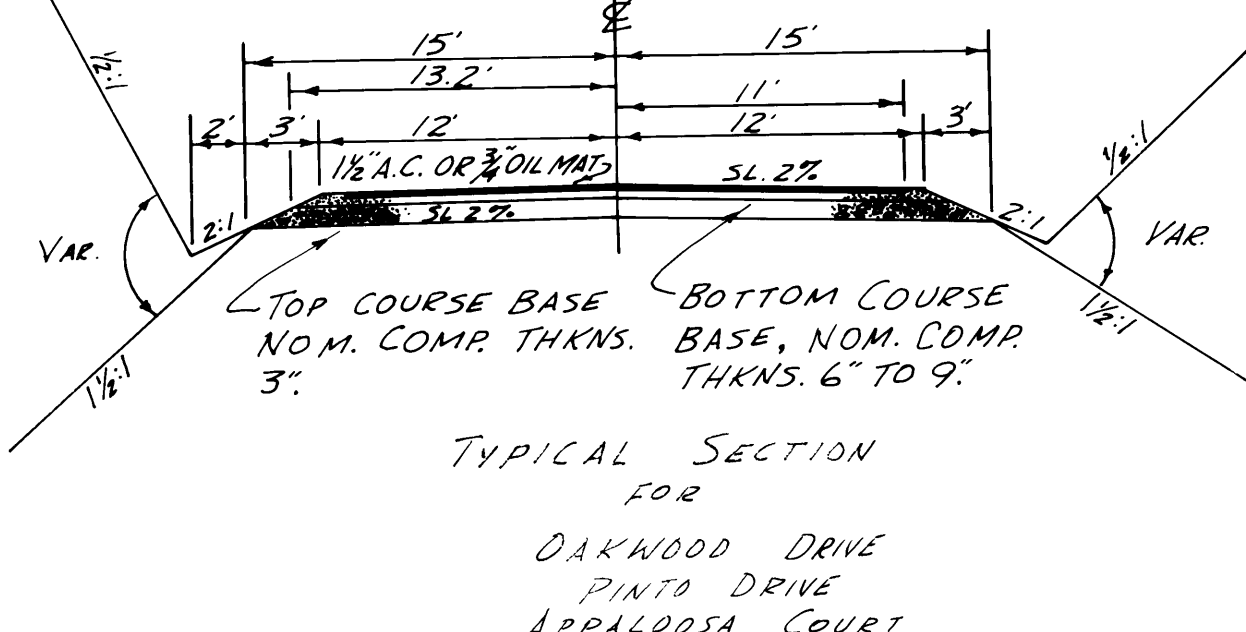 ℄
15' 15'
1½:1
13.2' 11'
2' 3' 12' 12' 3'
1½" A.C. OR ¾" OIL MAT SL. 2% ½:1
2:1 SL 2% 2:1
VAR. VAR.
TOP COURSE BASE
NOM. COMP. THKNS.
3".
BOTTOM COURSE
BASE, NOM. COMP.
THKNS. 6" TO 9".
1½:1
1½:1
TYPICAL SECTION
FOR
OAKWOOD DRIVE
PINTO DRIVE
APPALOOSA COURT